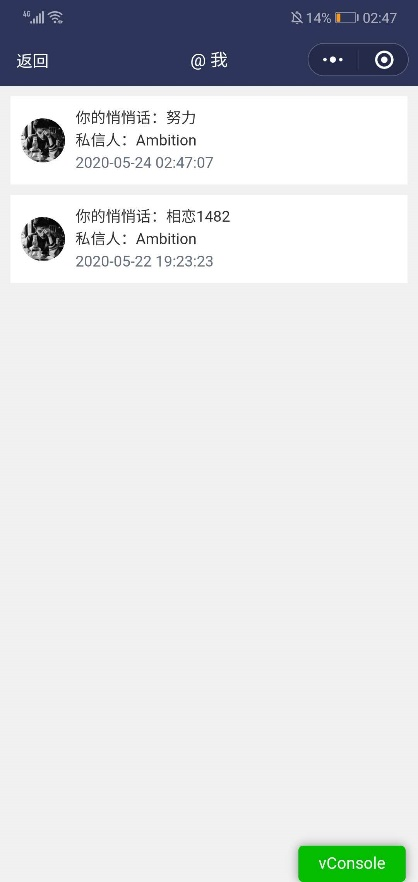 4G 14% 02:47
返回 @ 我
你的悄悄话：努力
私信人：Ambition
2020-05-24 02:47:07
你的悄悄话：相恋1482
私信人：Ambition
2020-05-22 19:23:23
vConsole